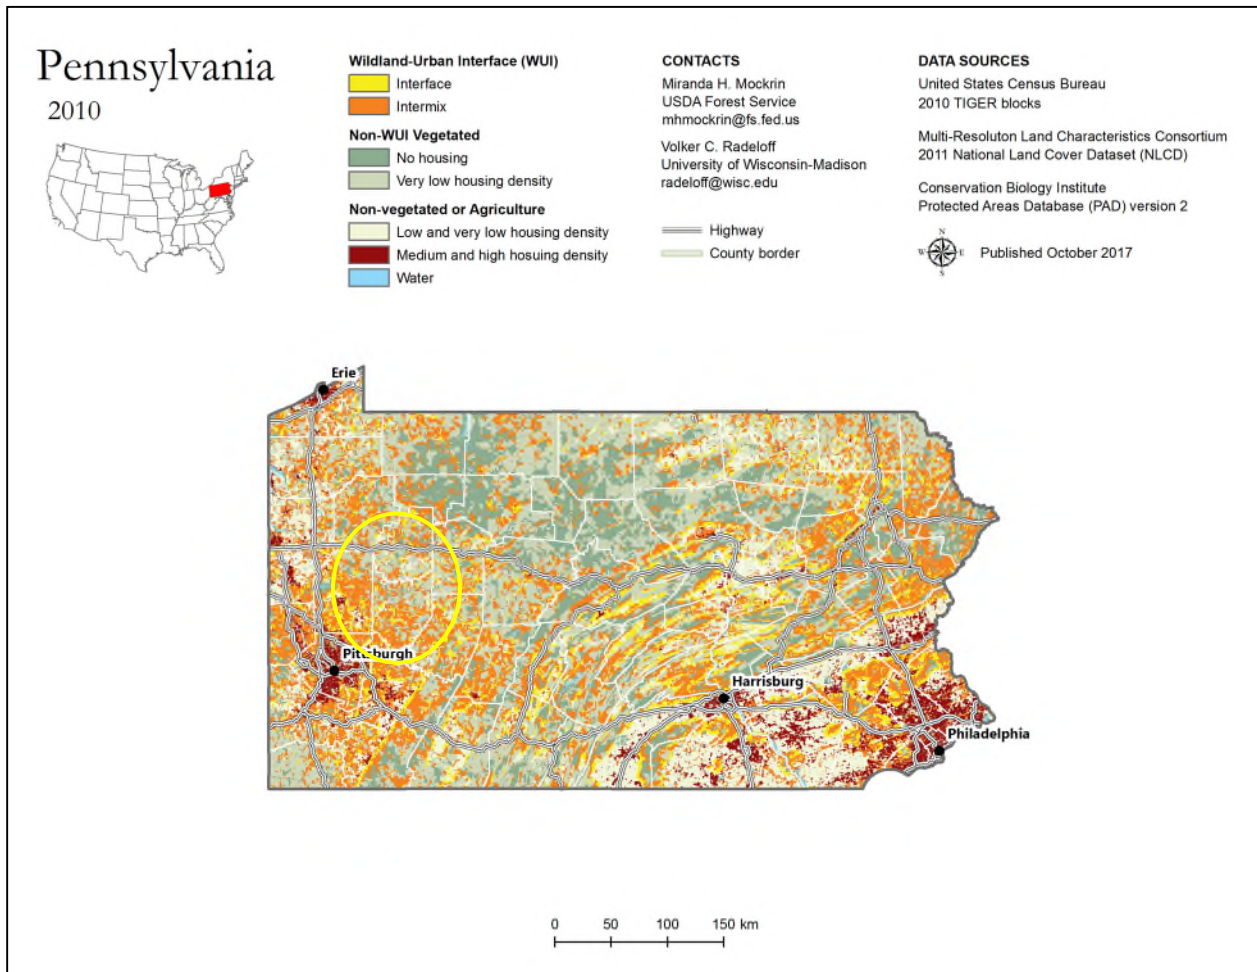 Pennsylvania
2010
Wildland-Urban Interface (WUI)
Interface
Intermix
Non-WUI Vegetated
No housing
Very low housing density
Non-vegetated or Agriculture
Low and very low housing density
Medium and high hosuing density
Water
CONTACTS
Miranda H. Mockrin
USDA Forest Service
mhmockrin@fs.fed.us
Volker C. Radeloff
University of Wisconsin-Madison
radeloff@wisc.edu
Highway
County border
DATA SOURCES
United States Census Bureau
2010 TIGER blocks
Multi-Resoluton Land Characteristics Consortium
2011 National Land Cover Dataset (NLCD)
Conservation Biology Institute
Protected Areas Database (PAD) version 2
N
W E
S
Published October 2017
Erie
Pittsburgh
Harrisburg
Philadelphia
0 50 100 150 km